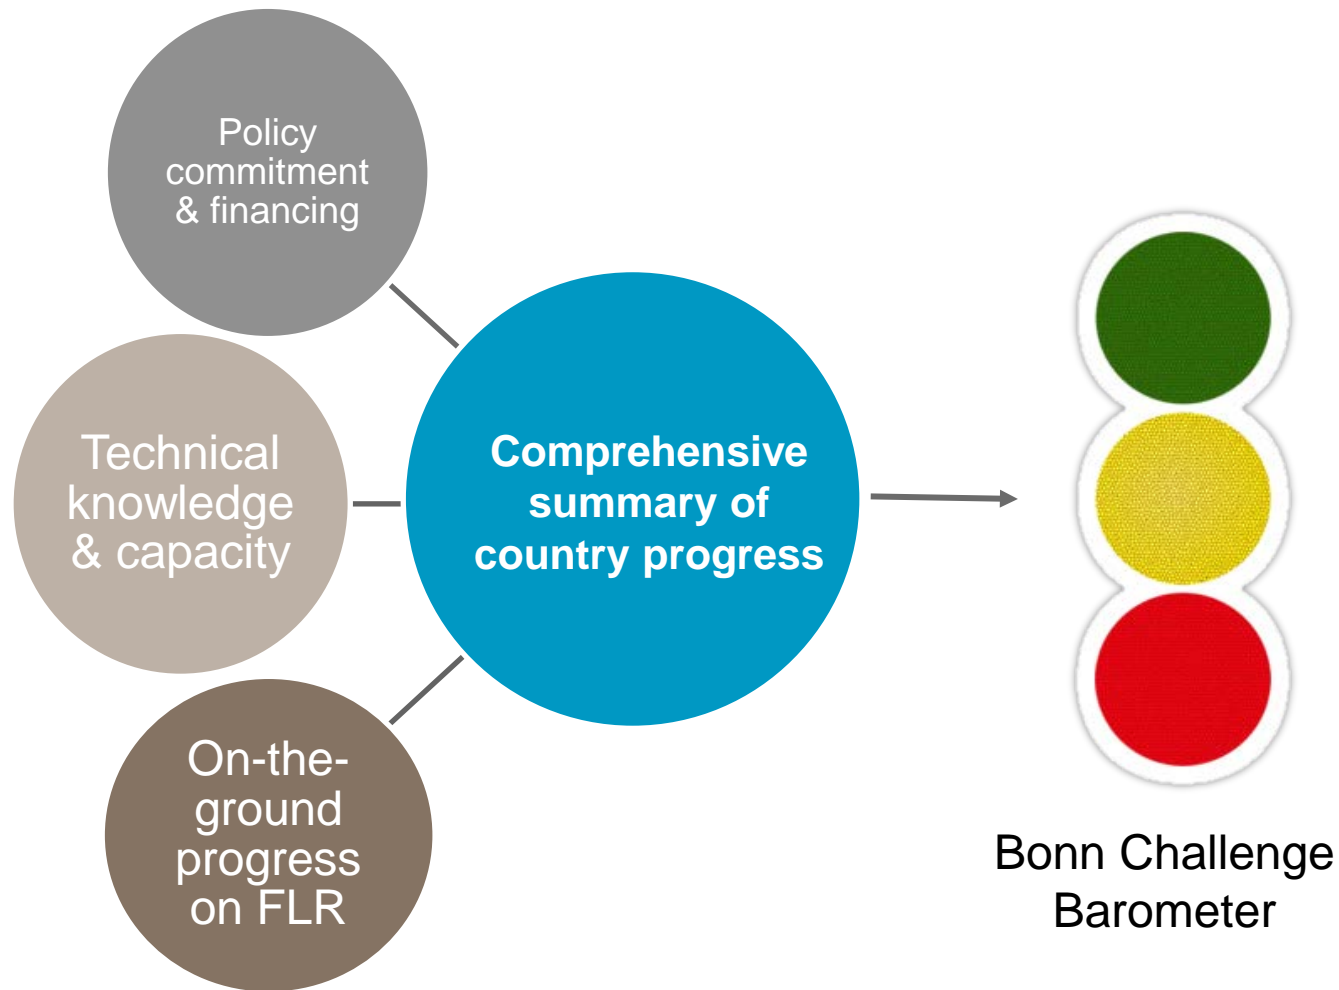 Policy
commitment
& financing
Technical
knowledge
& capacity
On-the-
ground
progress
on FLR
Comprehensive
summary of
country progress
Bonn Challenge
Barometer